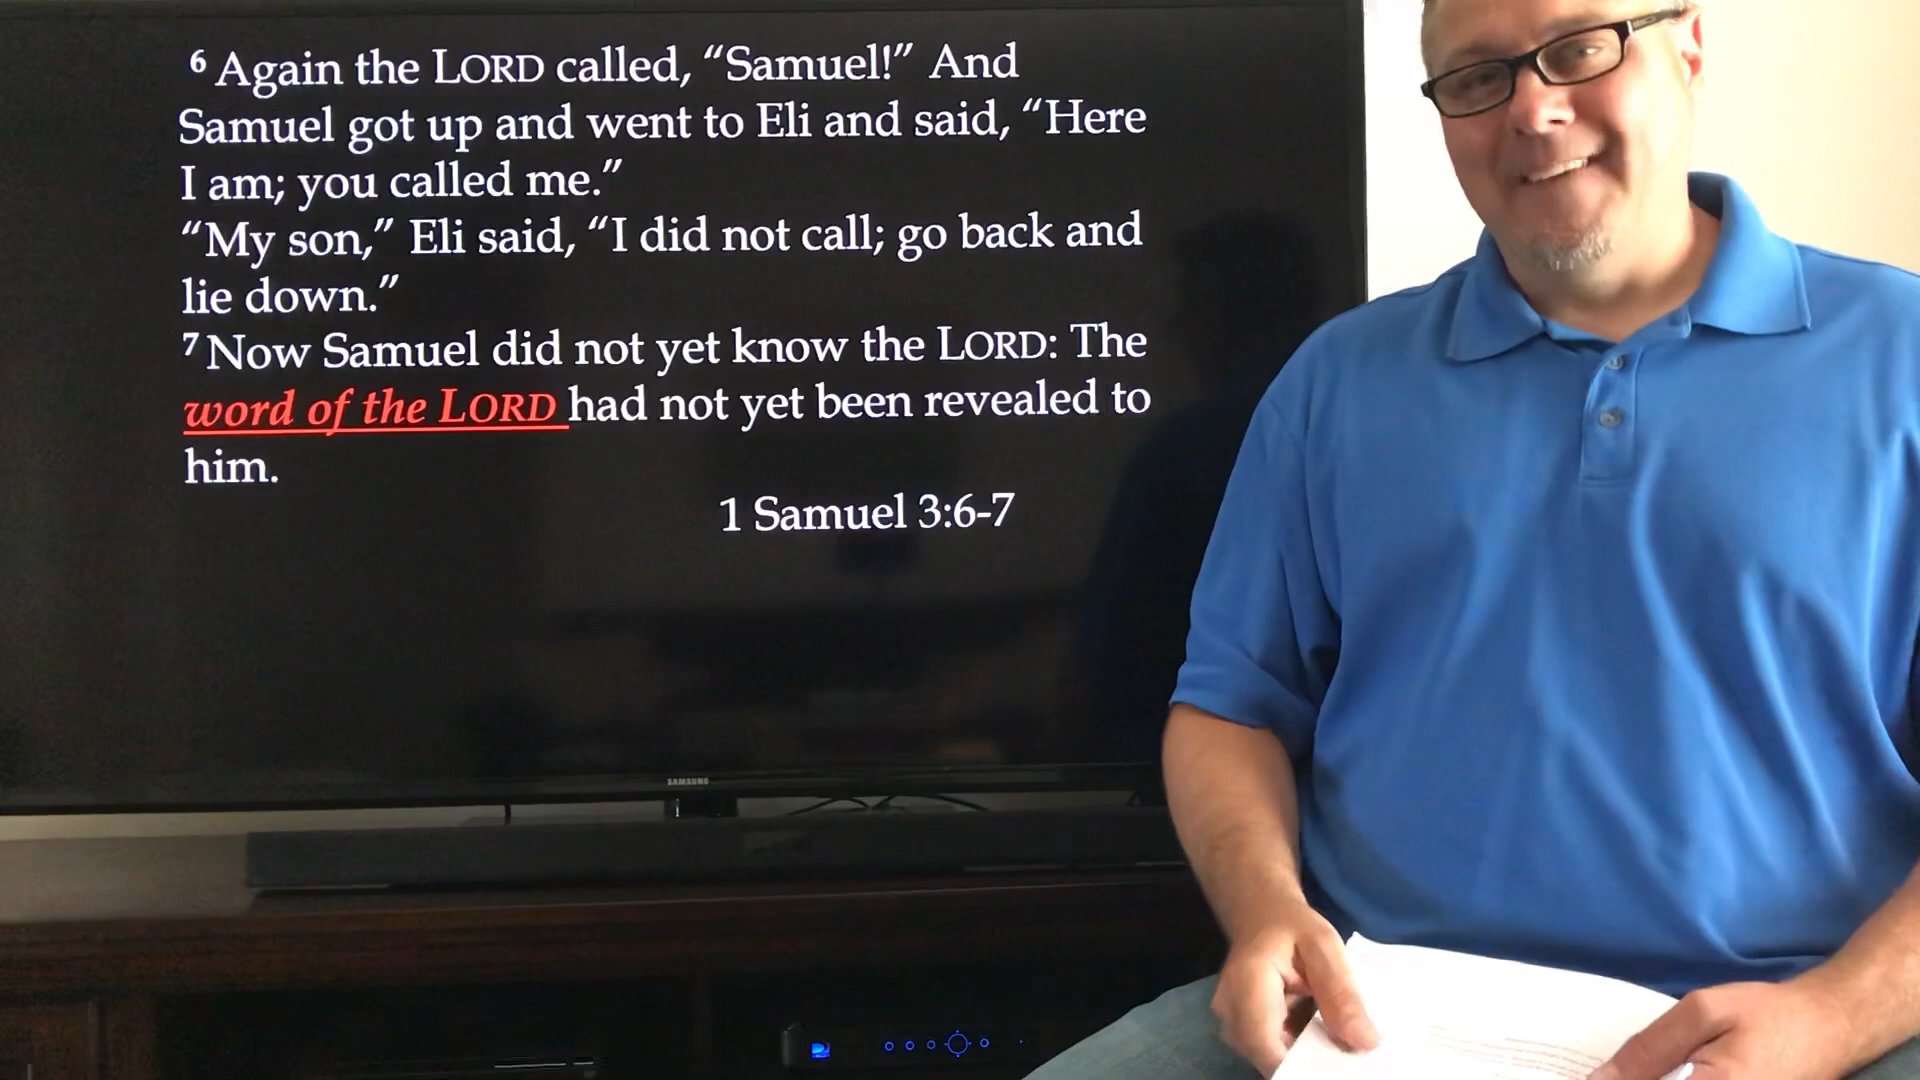 ⁶ Again the LORD called, “Samuel!” And
Samuel got up and went to Eli and said, “Here
I am; you called me.”
“My son,” Eli said, “I did not call; go back and
lie down.”
⁷ Now Samuel did not yet know the LORD: The
word of the LORD had not yet been revealed to
him.
1 Samuel 3:6-7
SAMSUNG